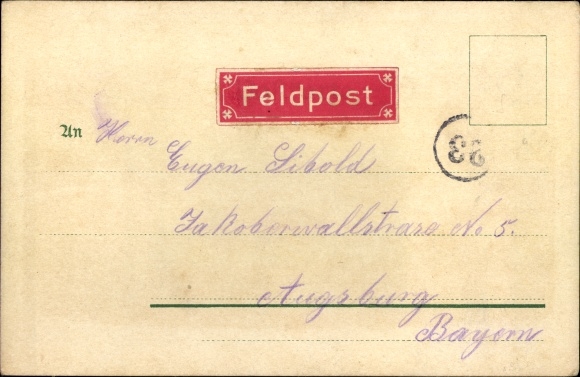 Feldpost
An Herrn
Eugen Sibold
Jakoberwallstrasse No 5.
Augsburg
Bayern